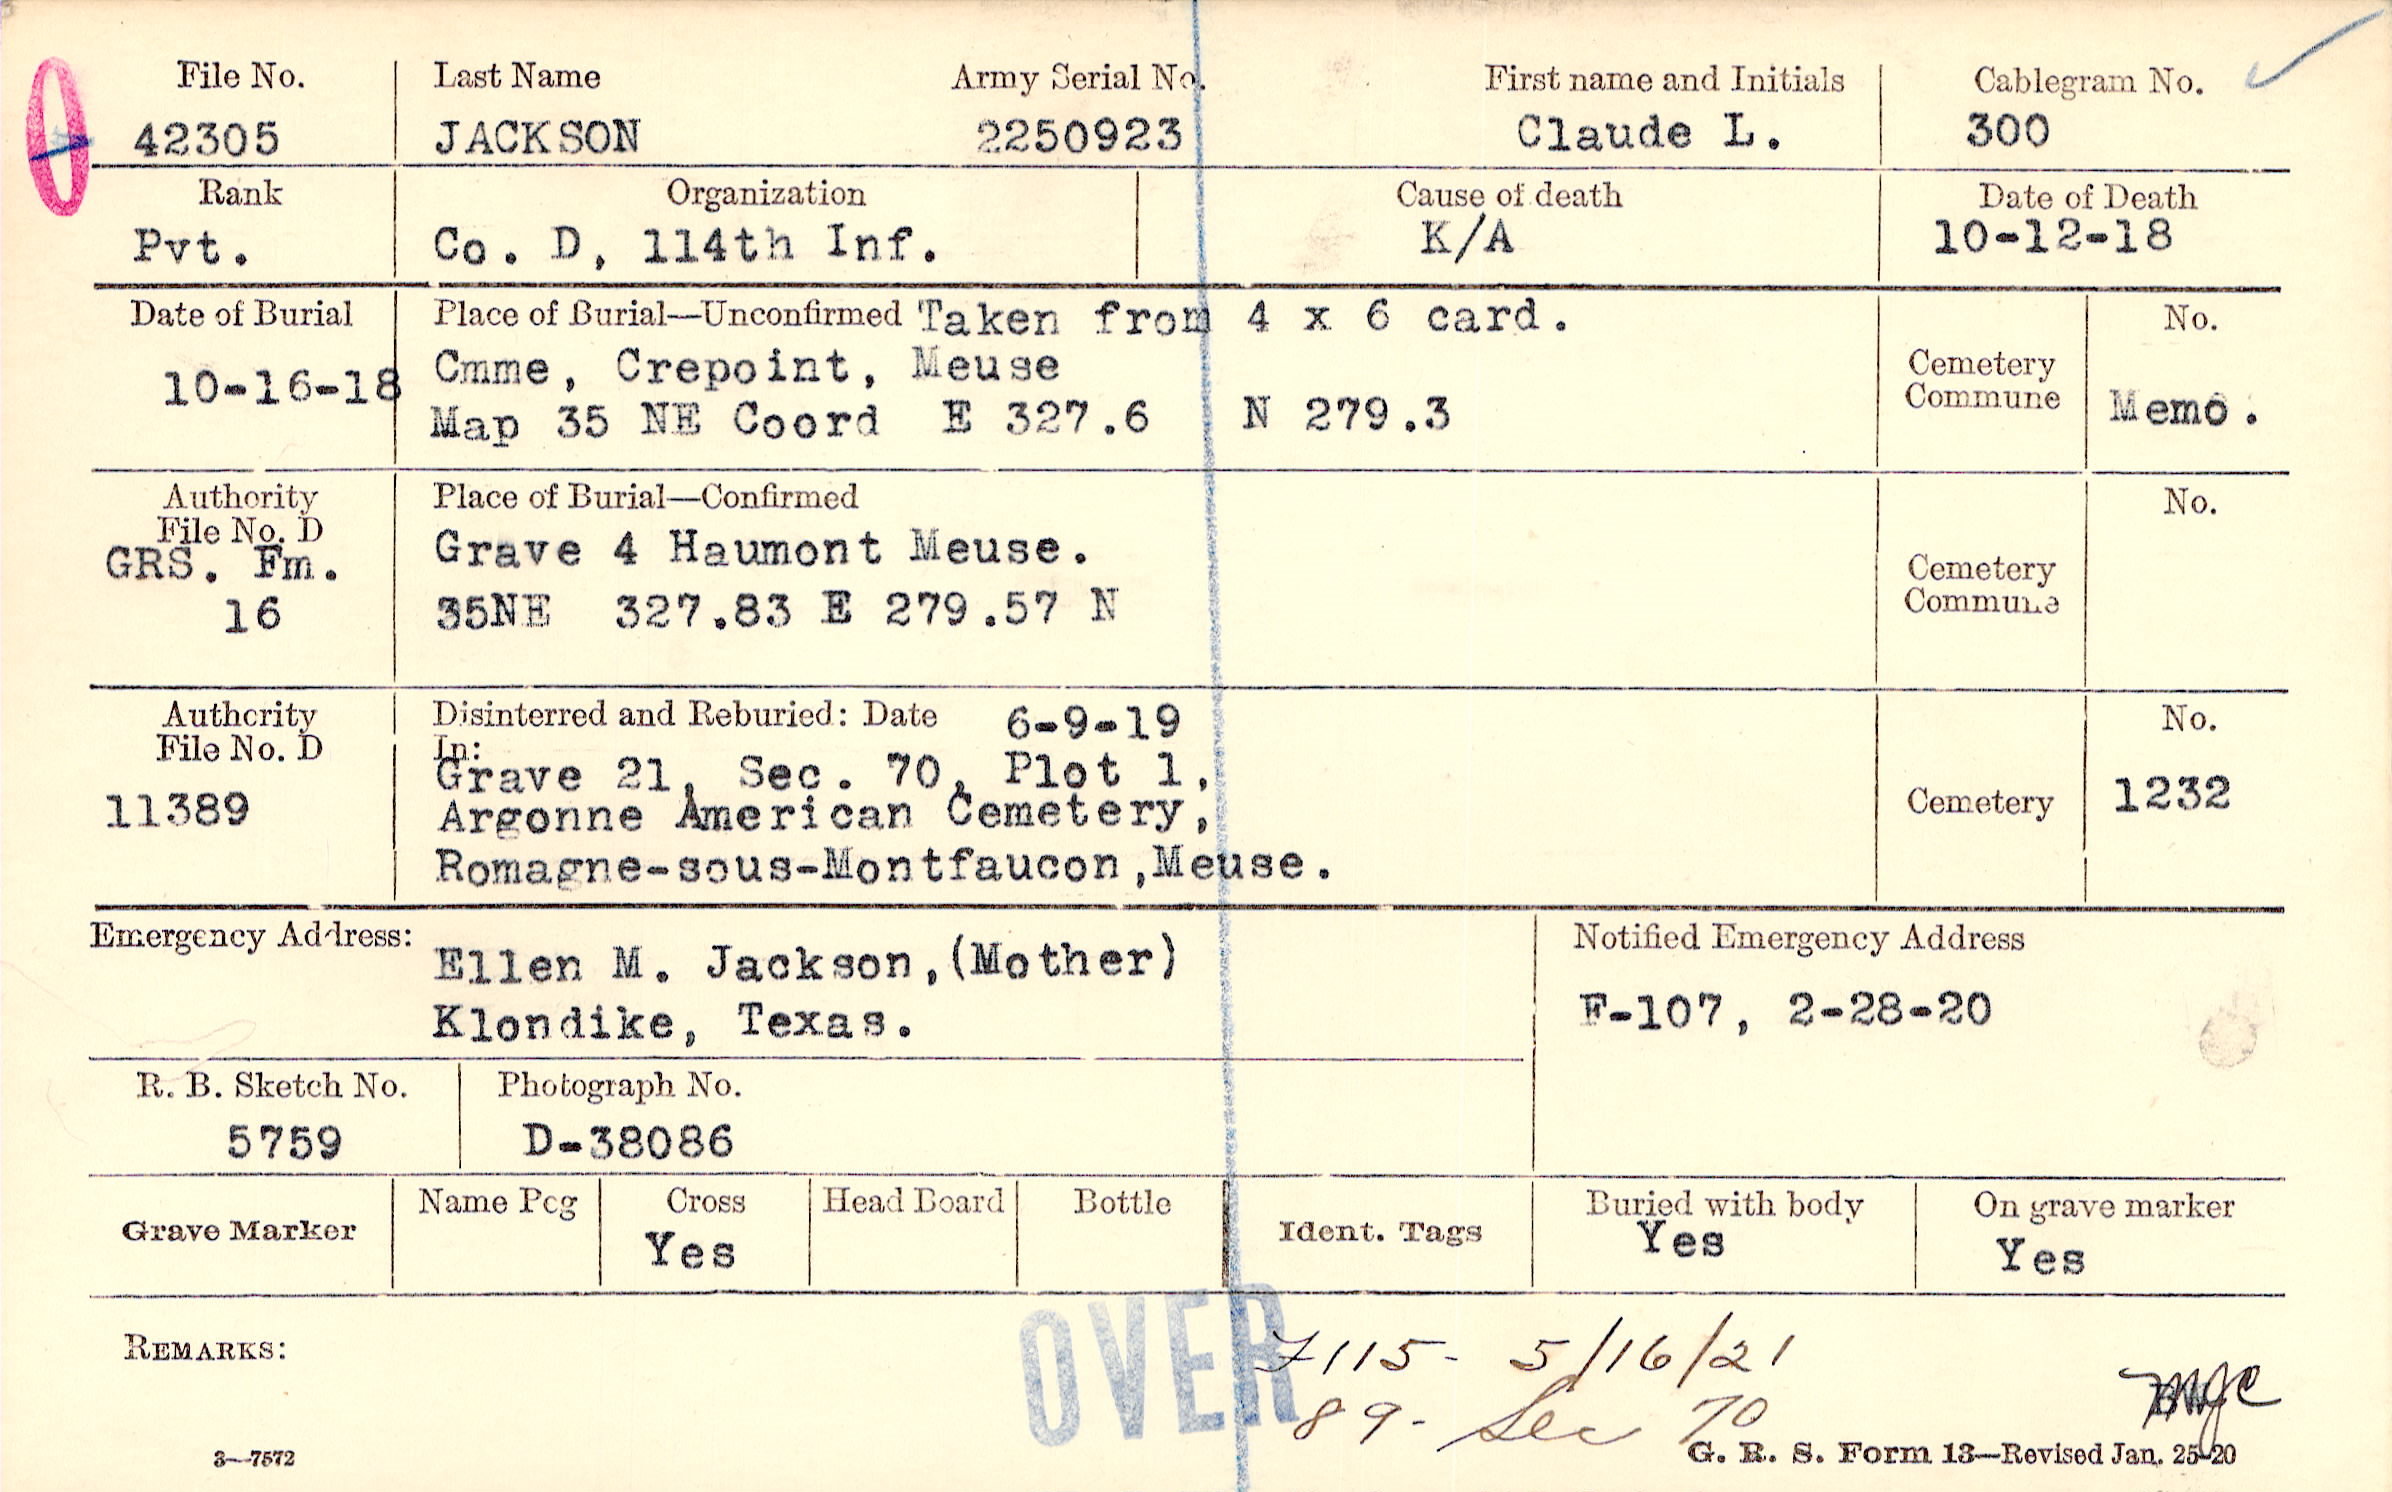 File No. Last Name Army Serial No. First name and Initials Cablegram No.
42305 JACKSON 2250923 Claude L. 300
Rank Organization Cause of death Date of Death
Pvt. Co. D, 114th Inf. K/A 10-12-18
Date of Burial Place of Burial—Unconfirmed Taken from 4 x 6 card. No.
10-16-18 Cmme, Crepoint, Meuse Cemetery
Map 35 NE Coord E 327.6 N 279.3 Commune Memo.
Authority Place of Burial—Confirmed No.
File No. D
GRS. Fm. Grave 4 Haumont Meuse. Cemetery
16 35NE 327.83 E 279.57 N Commune
Authority Disinterred and Reburied: Date 6-9-19 No.
File No. D In:
Grave 21, Sec. 70, Plot 1,
11389 Argonne American Cemetery, Cemetery 1232
Romagne-sous-Montfaucon,Meuse.
Emergency Address: Notified Emergency Address
Ellen M. Jackson,(Mother)
Klondike, Texas. F-107, 2-28-20
R. B. Sketch No. Photograph No.
5759 D-38086
Grave Marker Name Peg Cross Head Board Bottle Ident. Tags Buried with body On grave marker
Yes Yes Yes
OVER
REMARKS: F115- 5/16/21
89- Sec 70
3—7572 G. R. S. Form 13—Revised Jan. 25-20